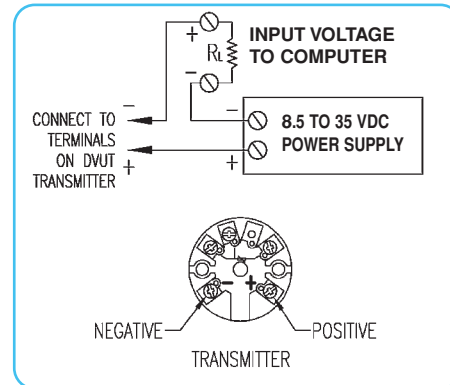 +
INPUT VOLTAGE
TO COMPUTER
RL
−
−
CONNECT TO
TERMINALS
ON DVUT
TRANSMITTER
+
−
8.5 TO 35 VDC
POWER SUPPLY
+
− +
NEGATIVE
POSITIVE
TRANSMITTER